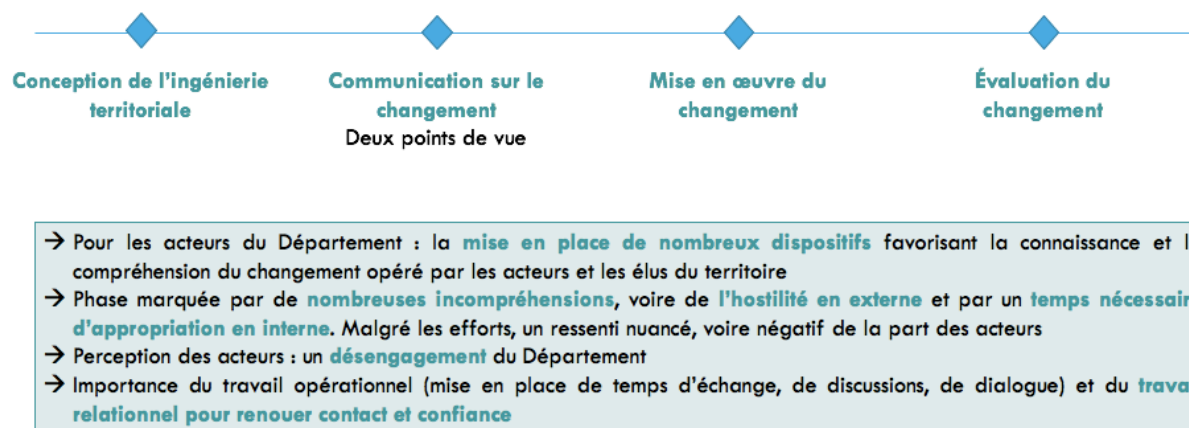 Conception de l'ingénierie territoriale
Communication sur le changement
Deux points de vue
Mise en œuvre du changement
Évaluation du changement
→ Pour les acteurs du Département : la mise en place de nombreux dispositifs favorisant la connaissance et l
compréhension du changement opéré par les acteurs et les élus du territoire
→ Phase marquée par de nombreuses incompréhensions, voire de l'hostilité en externe et par un temps nécessair
d'appropriation en interne. Malgré les efforts, un ressenti nuancé, voire négatif de la part des acteurs
→ Perception des acteurs : un désengagement du Département
→ Importance du travail opérationnel (mise en place de temps d'échange, de discussions, de dialogue) et du trava
relationnel pour renouer contact et confiance